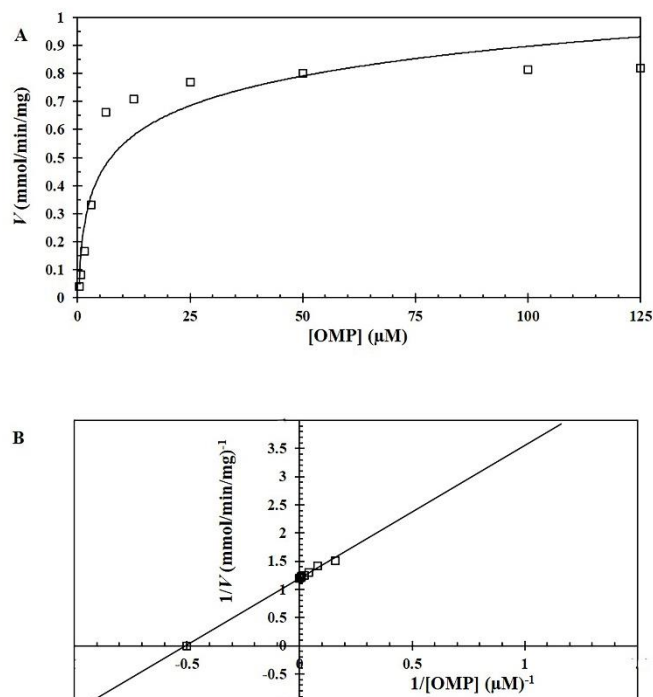 A
1
0.9
0.8
0.7
0.6
0.5
0.4
0.3
0.2
0.1
0
V (mmol/min/mg)
0 25 50 75 100 125
[OMP] (µM)
B
3.5
3
2.5
2
1.5
1
0.5
0
-0.5
1/V (mmol/min/mg)⁻¹
-0.5 0 0.5 1
1/[OMP] (µM)⁻¹